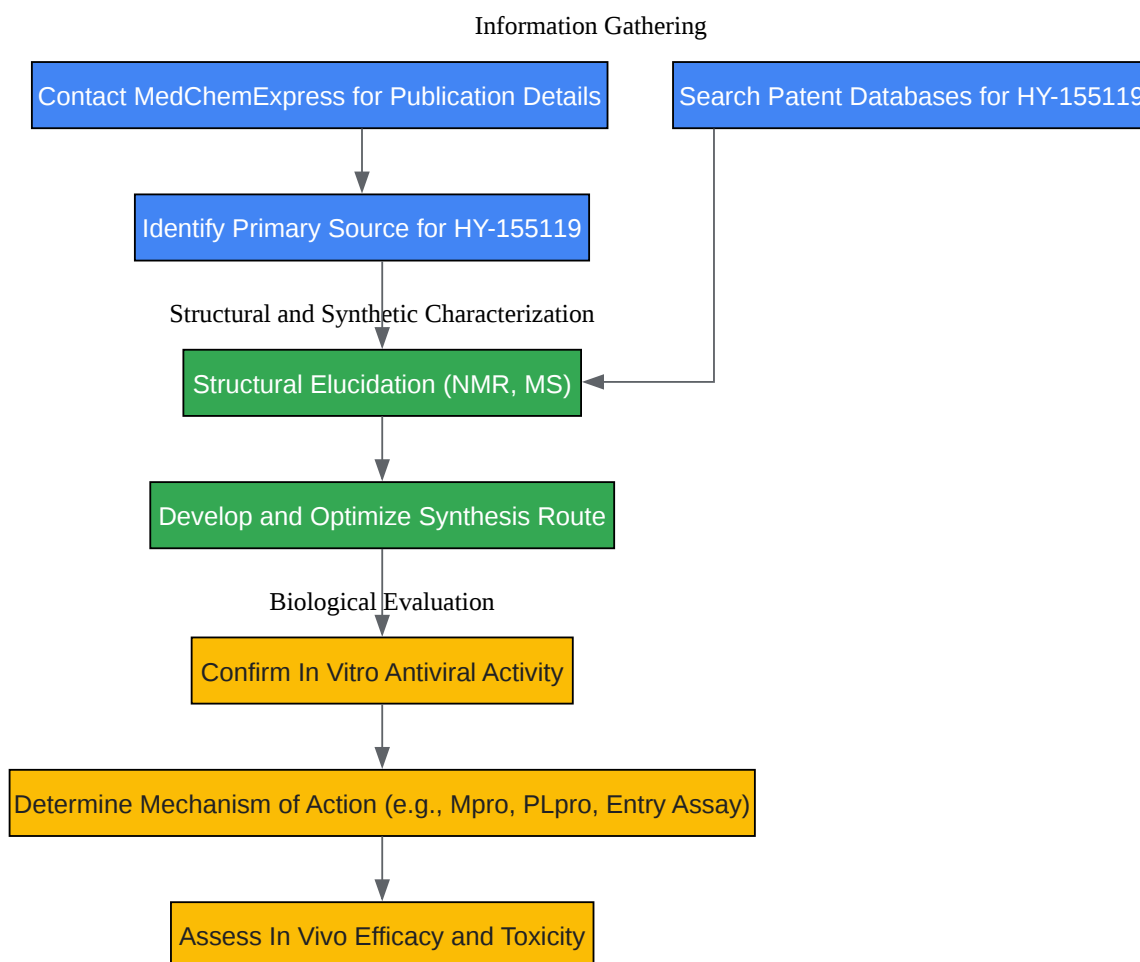 Information Gathering
Contact MedChemExpress for Publication Details
Search Patent Databases for HY-155119
Identify Primary Source for HY-155119
Structural and Synthetic Characterization
Structural Elucidation (NMR, MS)
Develop and Optimize Synthesis Route
Biological Evaluation
Confirm In Vitro Antiviral Activity
Determine Mechanism of Action (e.g., Mpro, PLpro, Entry Assay)
Assess In Vivo Efficacy and Toxicity